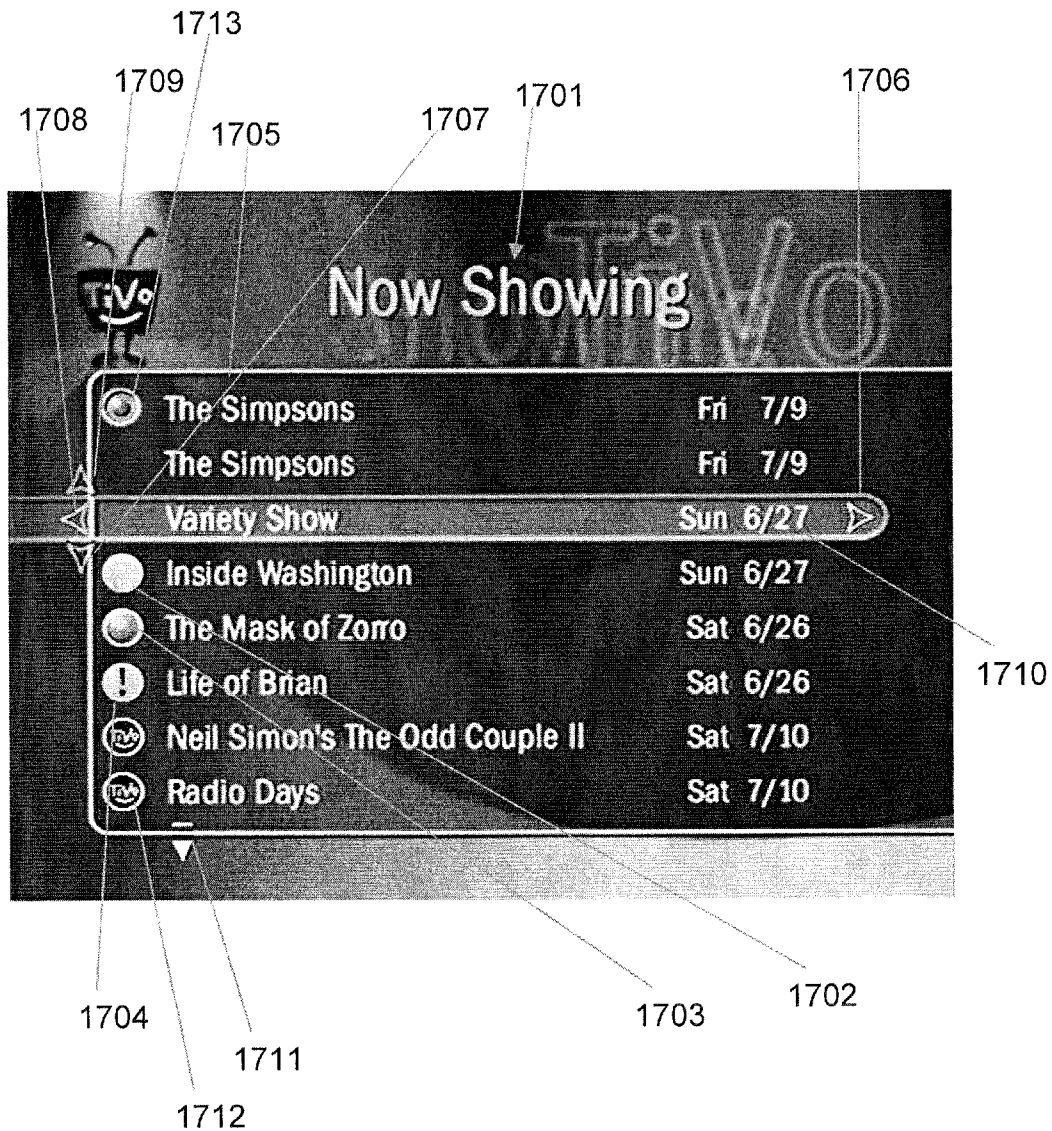 1713
1709
1701
1706
1708
1705
1707
TiVo
TiVo
Now Showing
The Simpsons Fri 7/9
The Simpsons Fri 7/9
Variety Show Sun 6/27
Inside Washington Sun 6/27
The Mask of Zorro Sat 6/26
! Life of Brian Sat 6/26
TiVo Neil Simon's The Odd Couple II Sat 7/10
TiVo Radio Days Sat 7/10
1710
1702
1703
1704
1711
1712